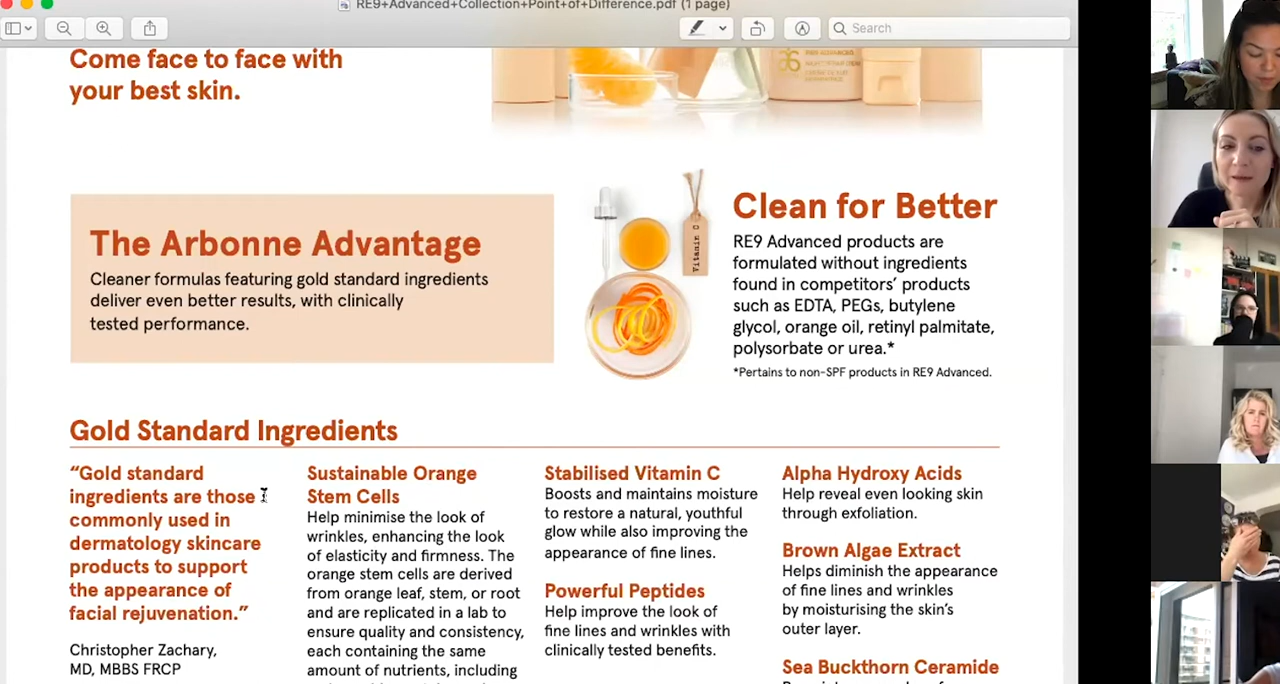 RE9+Advanced+Collection+Point+of+Difference.pdf (1 page)
Search
Come face to face with
your best skin.
RE9 ADVANCED
The Arbonne Advantage
Cleaner formulas featuring gold standard ingredients
deliver even better results, with clinically
tested performance.
Vitamin C
Clean for Better
RE9 Advanced products are
formulated without ingredients
found in competitors’ products
such as EDTA, PEGs, butylene
glycol, orange oil, retinyl palmitate,
polysorbate or urea.*
*Pertains to non-SPF products in RE9 Advanced.
Gold Standard Ingredients
“Gold standard
ingredients are those
commonly used in
dermatology skincare
products to support
the appearance of
facial rejuvenation.”
Christopher Zachary,
MD, MBBS FRCP
Sustainable Orange
Stem Cells
Help minimise the look of
wrinkles, enhancing the look
of elasticity and firmness. The
orange stem cells are derived
from orange leaf, stem, or root
and are replicated in a lab to
ensure quality and consistency,
each containing the same
amount of nutrients, including
Stabilised Vitamin C
Boosts and maintains moisture
to restore a natural, youthful
glow while also improving the
appearance of fine lines.
Powerful Peptides
Help improve the look of
fine lines and wrinkles with
clinically tested benefits.
Alpha Hydroxy Acids
Help reveal even looking skin
through exfoliation.
Brown Algae Extract
Helps diminish the appearance
of fine lines and wrinkles
by moisturising the skin’s
outer layer.
Sea Buckthorn Ceramide